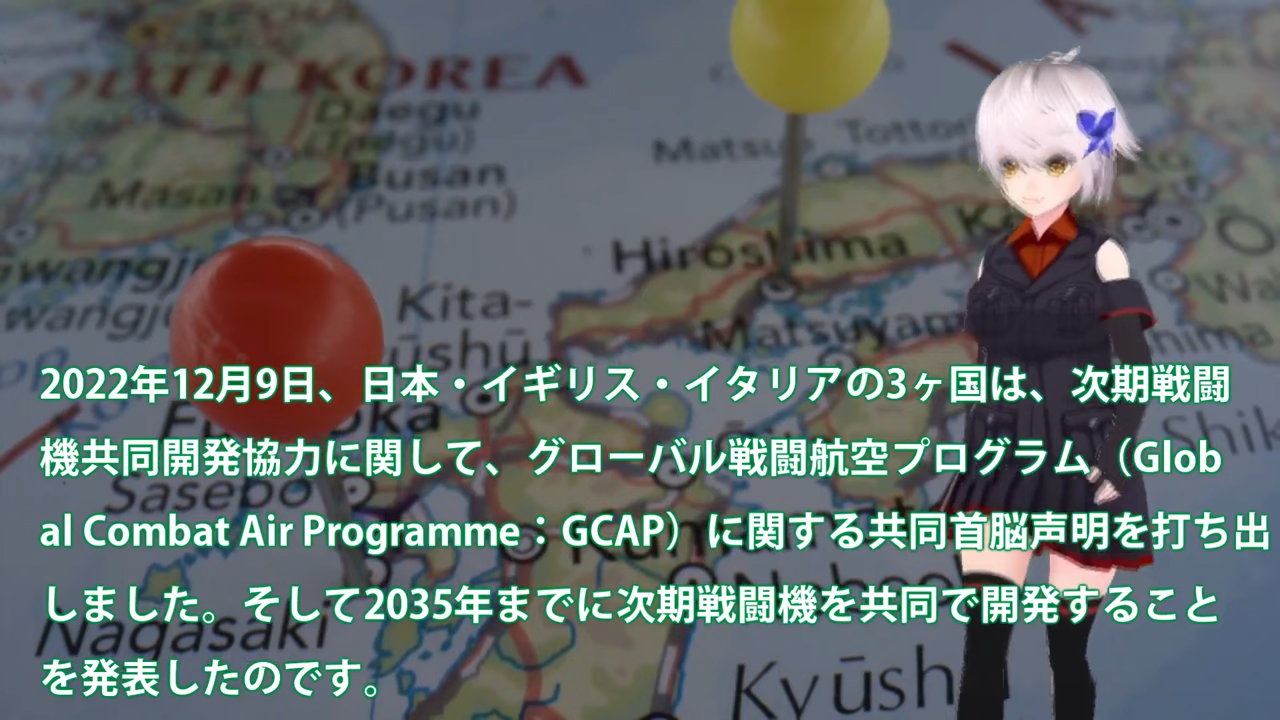 SOUTH KOREA
Daegu
(Taegu)
Matsu
Tottor
Masan
Busan
(Pusan)
Hiroshima
Gwangju
Kita-
Matsuyam
2022年12月9日、日本・イギリス・イタリアの3ヶ国は、次期戦闘
機共同開発協力に関して、グローバル戦闘航空プログラム（Glob
al Combat Air Programme：GCAP）に関する共同首脳声明を打ち出
しました。そして2035年までに次期戦闘機を共同で開発すること
を発表したのです。
Sasebo
Nagasaki
Shik
Kyūsh